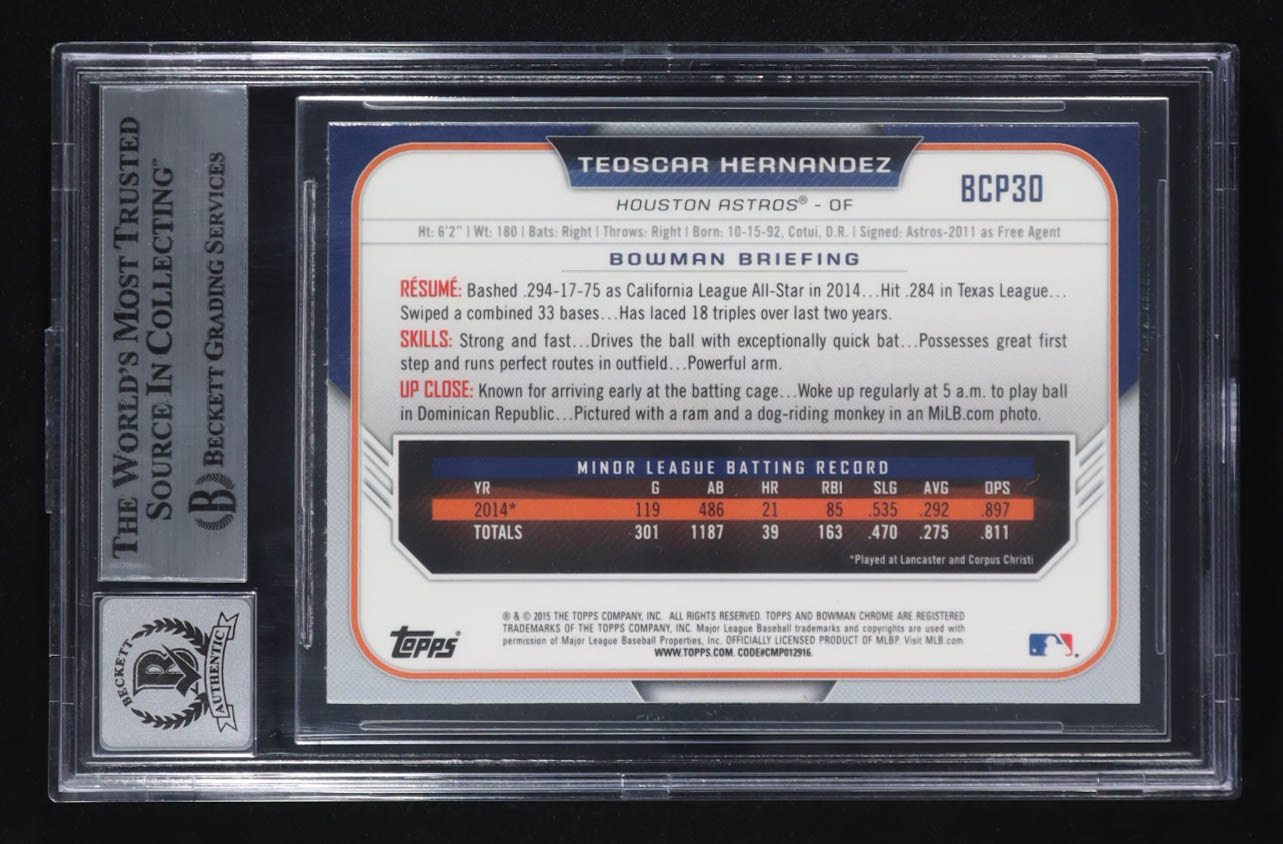 THE WORLD'S MOST TRUSTED
SOURCE IN COLLECTING™
BECKETT GRADING SERVICES
B
BECKETT
B
AUTHENTIC
TEOSCAR HERNANDEZ
HOUSTON ASTROS® - OF
BCP30
Ht: 6'2" | Wt: 180 | Bats: Right | Throws: Right | Born: 10-15-92, Cotui, D.R. | Signed: Astros-2011 as Free Agent
BOWMAN BRIEFING
RÉSUMÉ: Bashed .294-17-75 as California League All-Star in 2014...Hit .284 in Texas League...
Swiped a combined 33 bases...Has laced 18 triples over last two years.
SKILLS: Strong and fast...Drives the ball with exceptionally quick bat...Possesses great first
step and runs perfect routes in outfield...Powerful arm.
UP CLOSE: Known for arriving early at the batting cage...Woke up regularly at 5 a.m. to play ball
in Dominican Republic...Pictured with a ram and a dog-riding monkey in an MiLB.com photo.
MINOR LEAGUE BATTING RECORD
YR G AB HR RBI SLG AVG OPS
2014* 119 486 21 85 .535 .292 .897
TOTALS 301 1187 39 163 .470 .275 .811
*Played at Lancaster and Corpus Christi
® & © 2015 THE TOPPS COMPANY, INC. ALL RIGHTS RESERVED. TOPPS AND BOWMAN CHROME ARE REGISTERED
TRADEMARKS OF THE TOPPS COMPANY, INC. Major League Baseball trademarks and copyrights are used with
permission of Major League Baseball Properties, Inc. OFFICIALLY LICENSED PRODUCT OF MLBP. Visit MLB.com.
WWW.TOPPS.COM. CODE#CMP012916.
Topps®